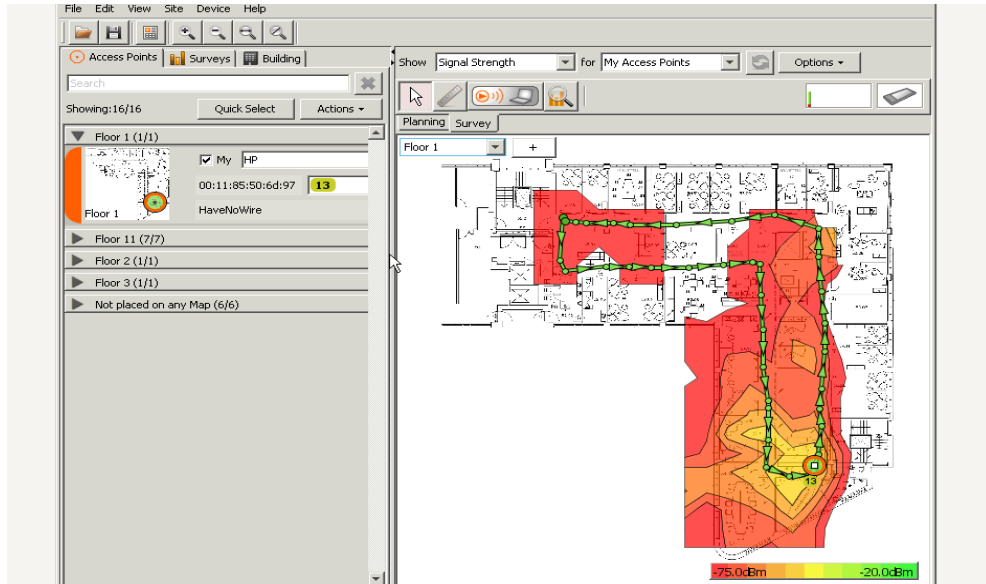 File Edit View Site Device Help
Access Points Surveys Building
Search
Showing:16/16 Quick Select Actions
Floor 1 (1/1)
My HP
00:11:85:50:6d:97 13
HaveNoWire
Floor 1
Floor 11 (7/7)
Floor 2 (1/1)
Floor 3 (1/1)
Not placed on any Map (6/6)
Show Signal Strength for My Access Points Options
Planning Survey
Floor 1 +
13
-75.0dBm -20.0dBm